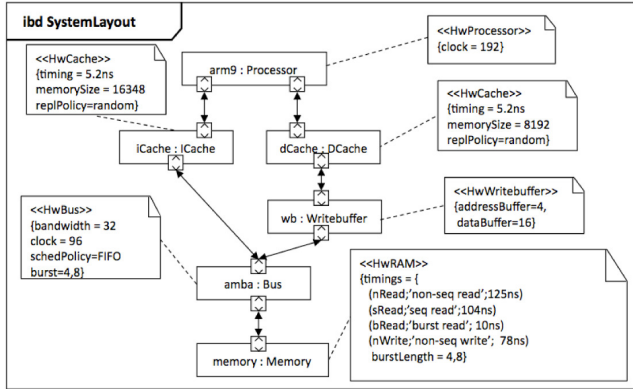 ibd SystemLayout
<<HwCache>>
{timing = 5.2ns
memorySize = 16348
replPolicy=random}
arm9 : Processor
<<HwProcessor>>
{clock = 192}
<<HwCache>>
{timing = 5.2ns
memorySize = 8192
replPolicy=random}
iCache : ICache
dCache : DCache
<<HwWritebuffer>>
{addressBuffer=4,
dataBuffer=16}
wb : Writebuffer
<<HwBus>>
{bandwidth = 32
clock = 96
schedPolicy=FIFO
burst=4,8}
amba : Bus
<<HwRAM>>
{timings = {
(nRead;'non-seq read';125ns)
(sRead;'seq read';104ns)
(bRead;'burst read'; 10ns)
(nWrite;'non-seq write'; 78ns)
burstLength = 4,8}
memory : Memory